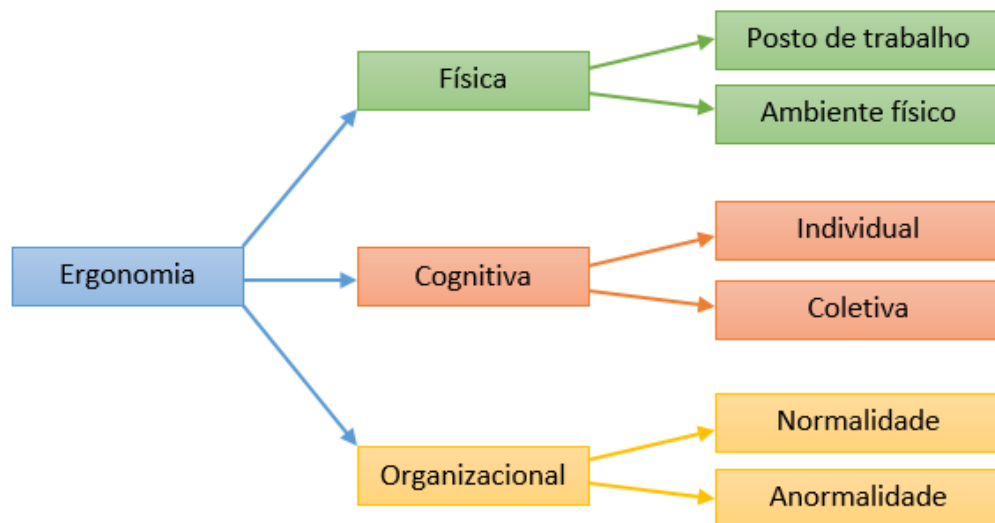 Ergonomia
Física
Posto de trabalho
Ambiente físico
Cognitiva
Individual
Coletiva
Organizacional
Normalidade
Anormalidade